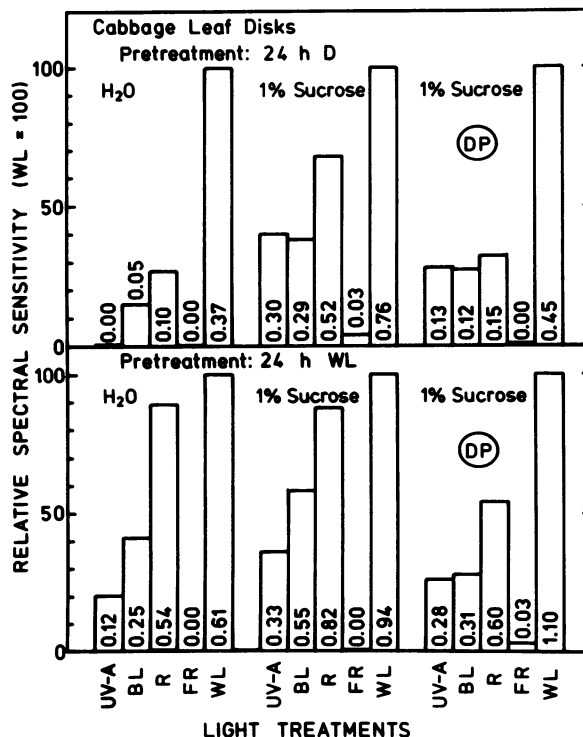 Cabbage Leaf Disks
Pretreatment: 24 h D
H₂O
1% Sucrose
1% Sucrose
DP
100
50
0
0.00
0.05
0.10
0.00
0.37
0.30
0.29
0.52
0.03
0.76
0.13
0.12
0.15
0.00
0.45
Pretreatment: 24 h WL
H₂O
1% Sucrose
1% Sucrose
DP
100
50
0
0.12
0.25
0.54
0.00
0.61
0.33
0.55
0.82
0.00
0.94
0.28
0.31
0.60
0.03
1.10
UV-A
BL
R
FR
WL
UV-A
BL
R
FR
WL
UV-A
BL
R
FR
WL
RELATIVE SPECTRAL SENSITIVITY (WL = 100)
LIGHT TREATMENTS